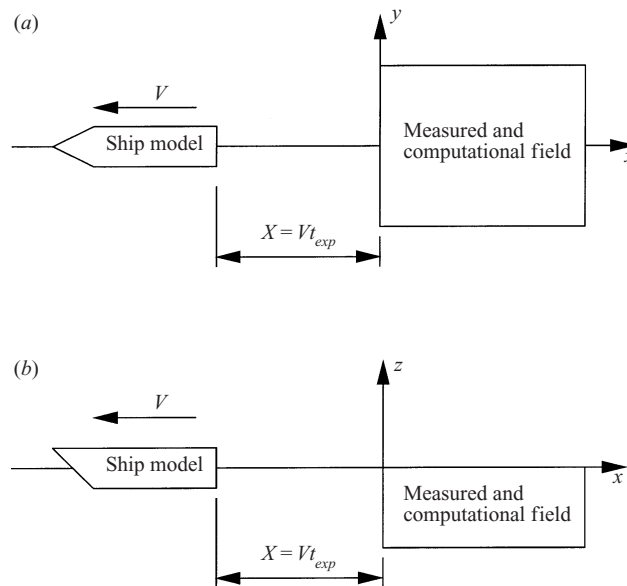 (a)
y
V
Ship model
Measured and
computational field
X = Vt_exp
(b)
z
V
Ship model
x
Measured and
computational field
X = Vt_exp